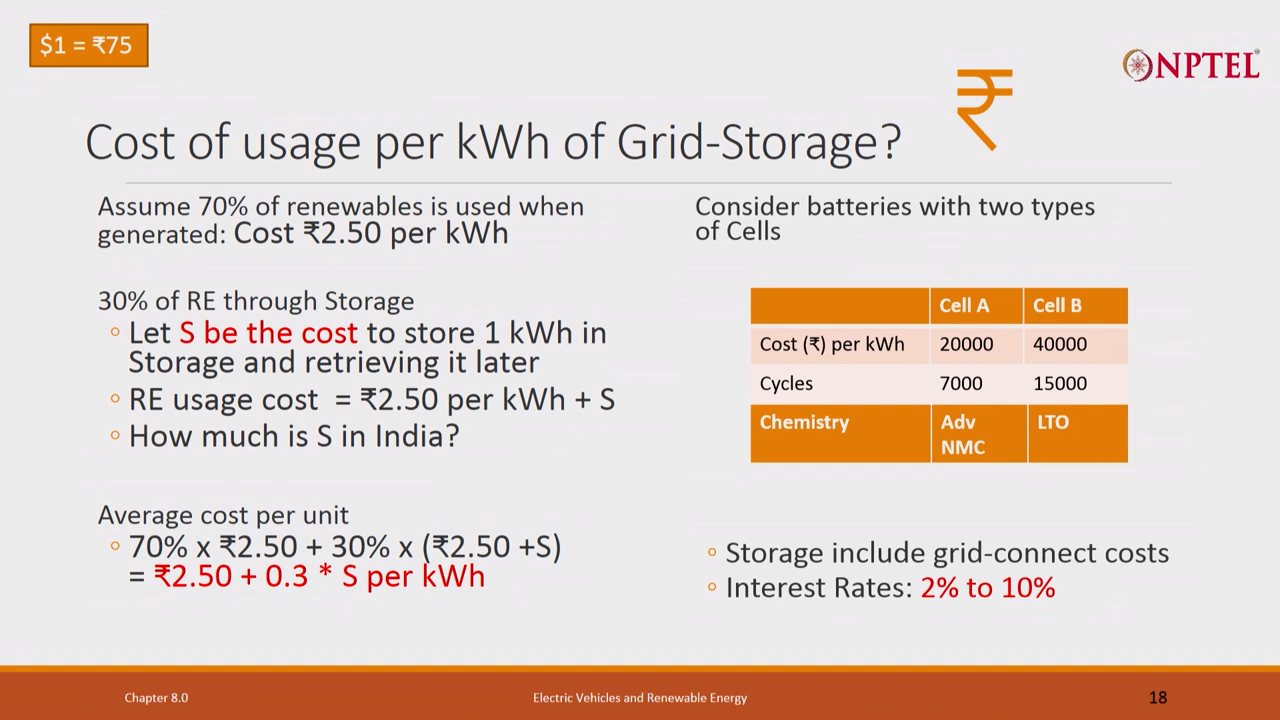 $1 = ₹75
NPTEL
₹
Cost of usage per kWh of Grid-Storage?
Assume 70% of renewables is used when
generated: Cost ₹2.50 per kWh
30% of RE through Storage
◦ Let S be the cost to store 1 kWh in
Storage and retrieving it later
◦ RE usage cost = ₹2.50 per kWh + S
◦ How much is S in India?
Average cost per unit
◦ 70% x ₹2.50 + 30% x (₹2.50 +S)
= ₹2.50 + 0.3 * S per kWh
Consider batteries with two types
of Cells
Cell A Cell B
Cost (₹) per kWh 20000 40000
Cycles 7000 15000
Chemistry Adv LTO
NMC
◦ Storage include grid-connect costs
◦ Interest Rates: 2% to 10%
Chapter 8.0 Electric Vehicles and Renewable Energy 18